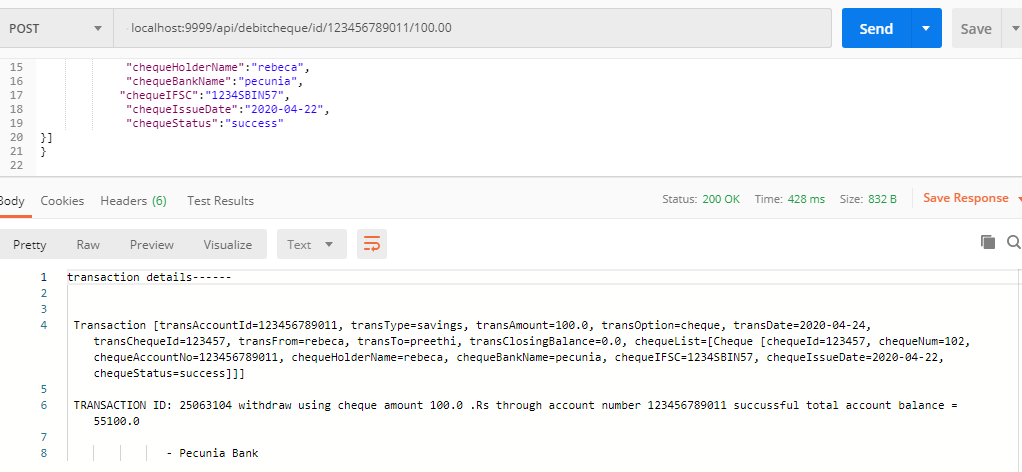 POST localhost:9999/api/debitcheque/id/123456789011/100.00 Send Save
15 "chequeHolderName":"rebeca",
16 "chequeBankName":"pecunia",
17 "chequeIFSC":"1234SBIN57",
18 "chequeIssueDate":"2020-04-22",
19 "chequeStatus":"success"
20 }]
21 }
22
Body Cookies Headers (6) Test Results Status: 200 OK Time: 428 ms Size: 832 B Save Response
Pretty Raw Preview Visualize Text
1 transaction details------
2
3
4 Transaction [transAccountId=123456789011, transType=savings, transAmount=100.0, transOption=cheque, transDate=2020-04-24,
transChequeId=123457, transFrom=rebeca, transTo=preethi, transClosingBalance=0.0, chequeList=[Cheque [chequeId=123457, chequeNum=102,
chequeAccountNo=123456789011, chequeHolderName=rebeca, chequeBankName=pecunia, chequeIFSC=1234SBIN57, chequeIssueDate=2020-04-22,
chequeStatus=success]]]
5
6 TRANSACTION ID: 25063104 withdraw using cheque amount 100.0 .Rs through account number 123456789011 succussful total account balance =
55100.0
7
8 - Pecunia Bank